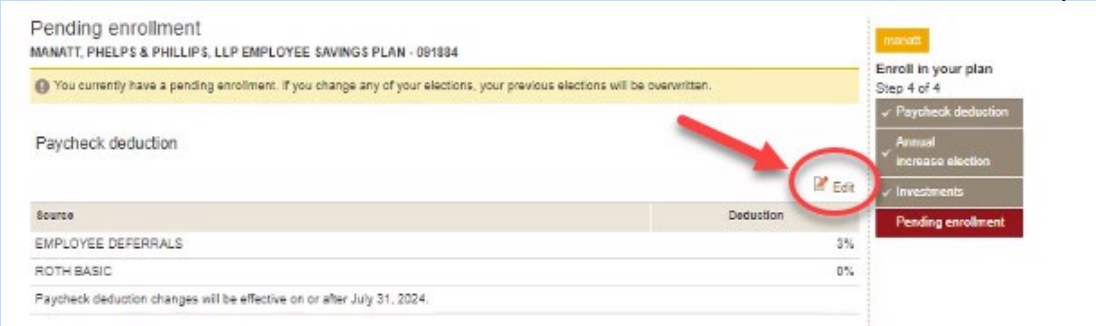 Pending enrollment
MANATT, PHELPS & PHILLIPS, LLP EMPLOYEE SAVINGS PLAN - 091884
You currently have a pending enrollment. If you change any of your elections, your previous elections will be overwritten.
Paycheck deduction
Edit
Source Deduction
EMPLOYEE DEFERRALS 3%
ROTH BASIC 0%
Paycheck deduction changes will be effective on or after July 31, 2024.
manatt
Enroll in your plan
Step 4 of 4
Paycheck deduction
Annual
increase election
Investments
Pending enrollment